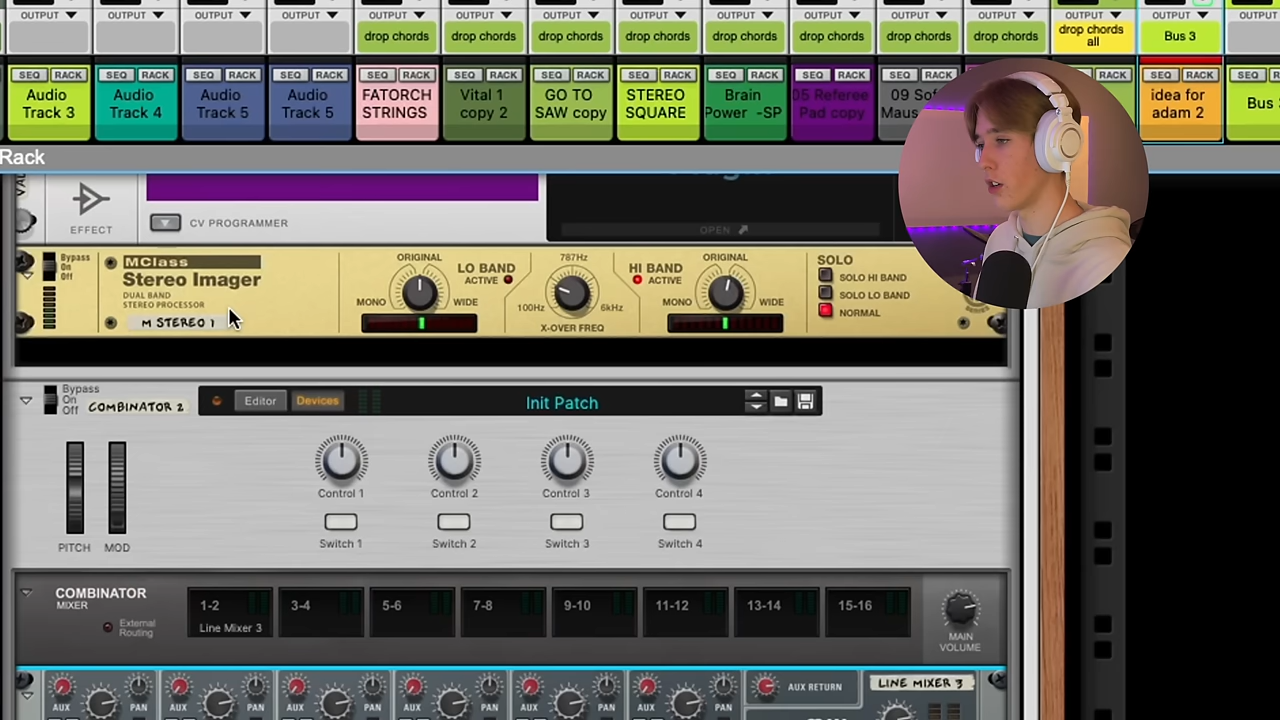 OUTPUT OUTPUT OUTPUT OUTPUT OUTPUT OUTPUT OUTPUT OUTPUT OUTPUT OUTPUT OUTPUT OUTPUT OUTPUT OUTPUT OUTPUT
drop chords drop chords drop chords drop chords drop chords drop chords drop chords drop chords drop chords all Bus 3
SEQ RACK SEQ RACK SEQ RACK SEQ RACK SEQ RACK SEQ RACK SEQ RACK SEQ RACK SEQ RACK SEQ RACK SEQ RACK RACK SEQ RACK SEQ
Audio Track 3
Audio Track 4
Audio Track 5
Audio Track 5
FATORCH STRINGS
Vital 1 copy 2
GO TO SAW copy
STEREO SQUARE
Brain Power -SP
05 Referee Pad copy
09 Maus
idea for adam 2
Bus
Rack
EFFECT
CV PROGRAMMER
OPEN
Bypass
On
Off
MClass
Stereo Imager
DUAL BAND
STEREO PROCESSOR
M STEREO 1
ORIGINAL
MONO WIDE
LO BAND
ACTIVE
787Hz
100Hz 6kHz
X-OVER FREQ
HI BAND
ACTIVE
ORIGINAL
MONO WIDE
SOLO
SOLO HI BAND
SOLO LO BAND
NORMAL
Bypass
On
Off
COMBINATOR 2
Editor Devices
Init Patch
Control 1 Control 2 Control 3 Control 4
Switch 1 Switch 2 Switch 3 Switch 4
PITCH MOD
COMBINATOR
MIXER
External
Routing
1-2 3-4 5-6 7-8 9-10 11-12 13-14 15-16
Line Mixer 3
MAIN
VOLUME
AUX PAN AUX PAN AUX PAN AUX PAN AUX PAN AUX PAN
AUX RETURN
LINE MIXER 3